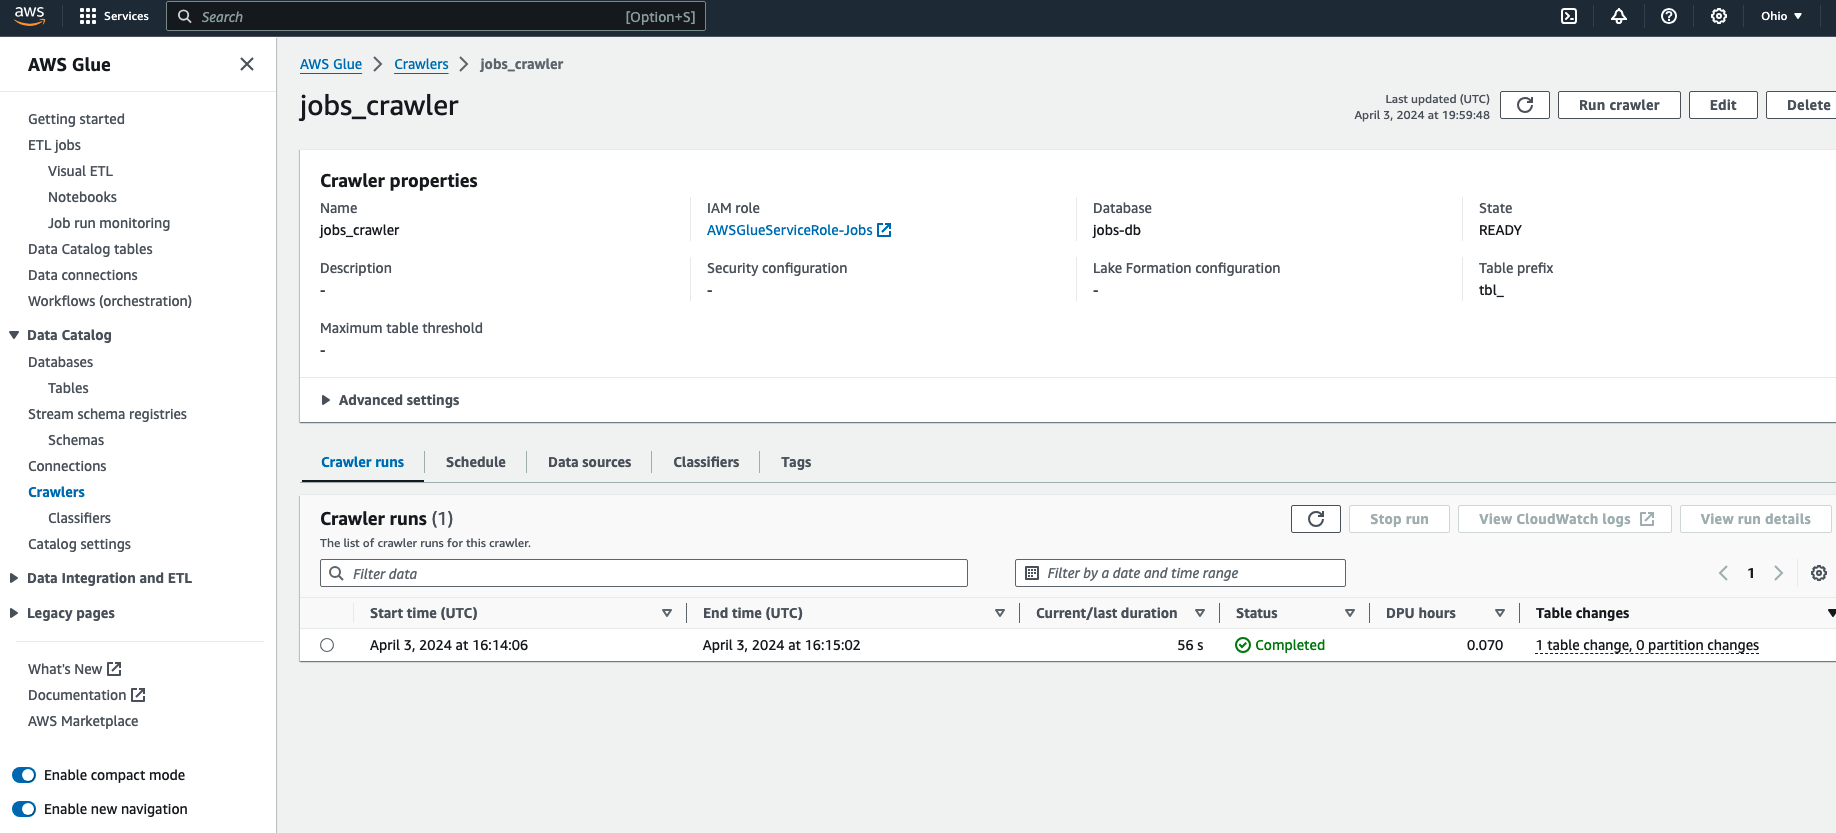 aws Services Search [Option+S] Ohio
AWS Glue
Getting started
ETL jobs
Visual ETL
Notebooks
Job run monitoring
Data Catalog tables
Data connections
Workflows (orchestration)
Data Catalog
Databases
Tables
Stream schema registries
Schemas
Connections
Crawlers
Classifiers
Catalog settings
Data Integration and ETL
Legacy pages
What's New
Documentation
AWS Marketplace
Enable compact mode
Enable new navigation
AWS Glue Crawlers jobs_crawler
jobs_crawler
Last updated (UTC)
April 3, 2024 at 19:59:48
Run crawler Edit Delete
Crawler properties
Name
jobs_crawler
IAM role
AWSGlueServiceRole-Jobs
Database
jobs-db
State
READY
Description
-
Security configuration
-
Lake Formation configuration
-
Table prefix
tbl_
Maximum table threshold
-
Advanced settings
Crawler runs Schedule Data sources Classifiers Tags
Crawler runs (1)
The list of crawler runs for this crawler.
Stop run View CloudWatch logs View run details
Filter data Filter by a date and time range 1
Start time (UTC) End time (UTC) Current/last duration Status DPU hours Table changes
April 3, 2024 at 16:14:06 April 3, 2024 at 16:15:02 56 s Completed 0.070 1 table change, 0 partition changes